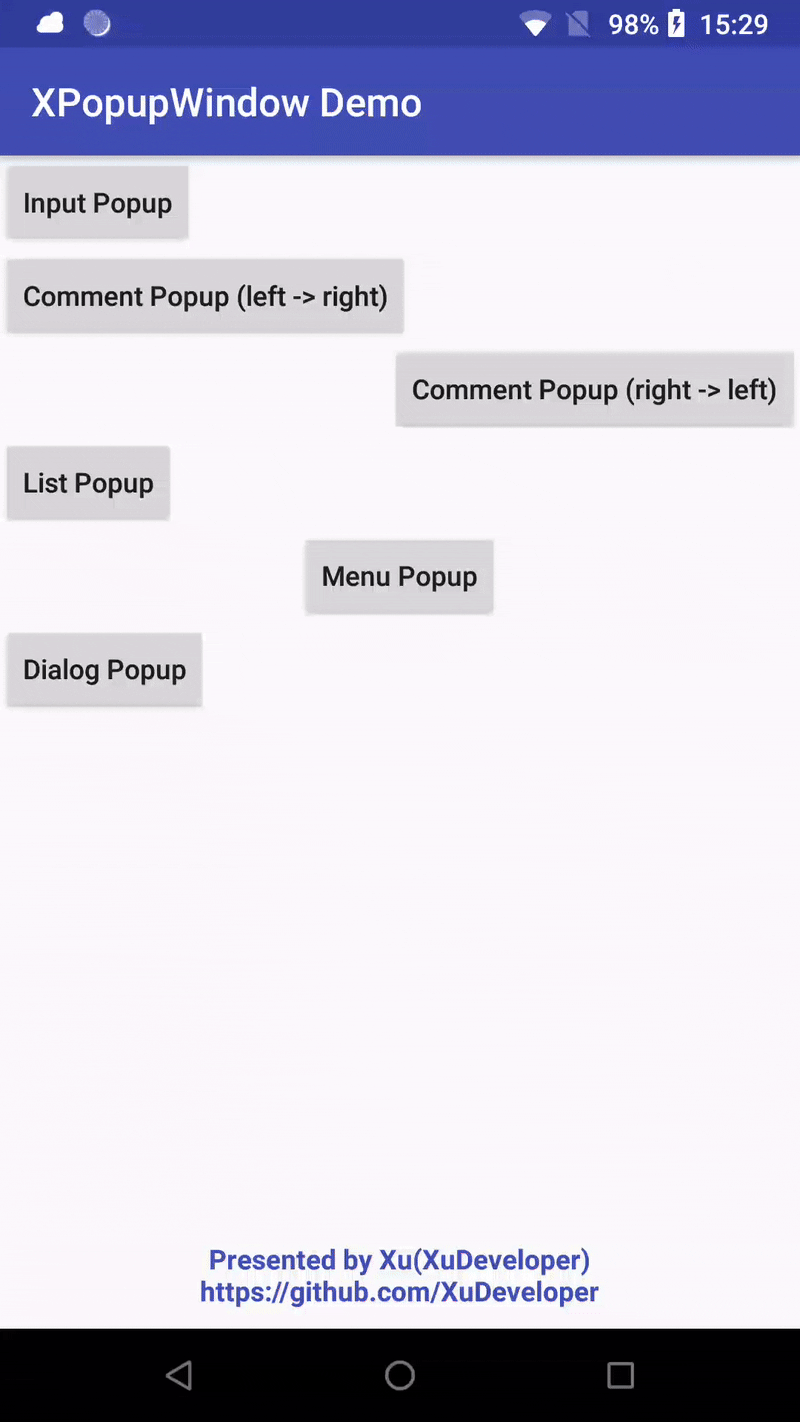 98% 15:29
XPopupWindow Demo
Input Popup
Comment Popup (left -> right)
Comment Popup (right -> left)
List Popup
Menu Popup
Dialog Popup
Presented by Xu(XuDeveloper)
https://github.com/XuDeveloper